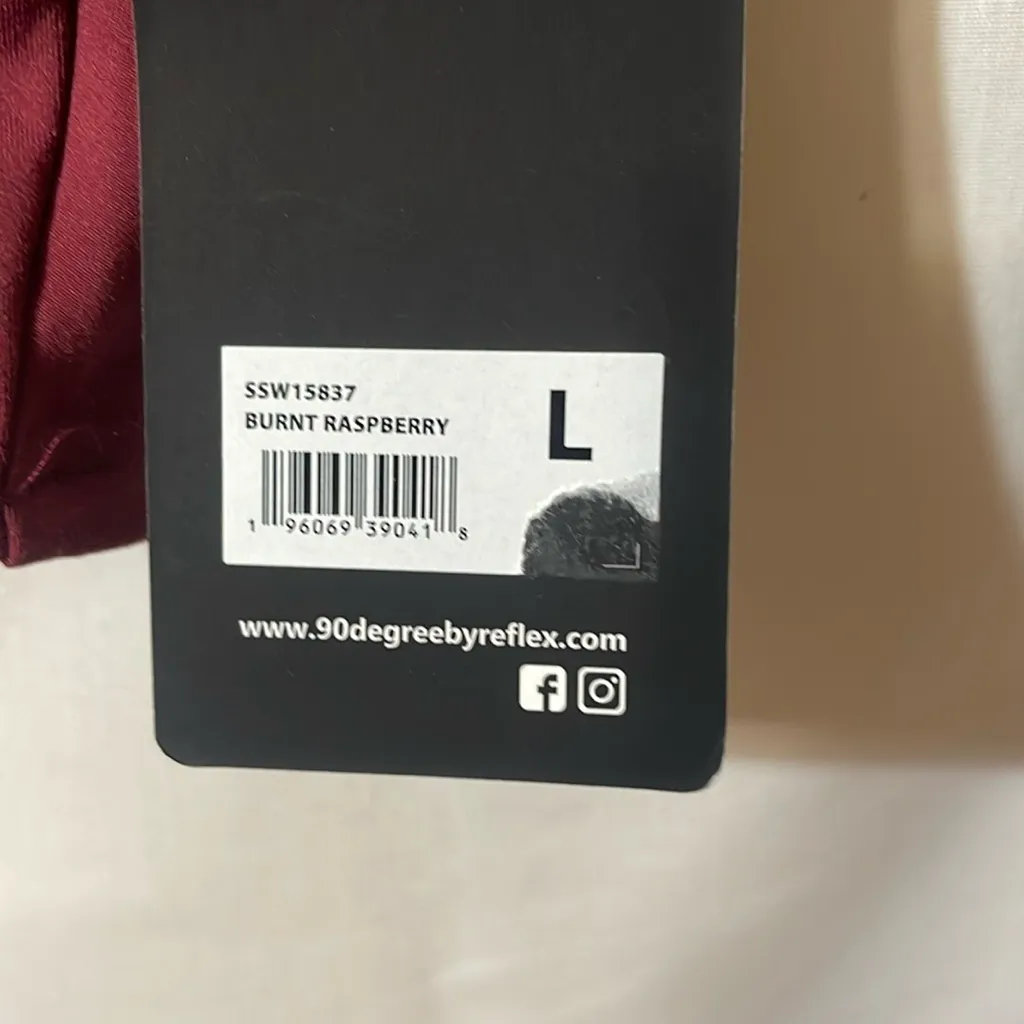 SSW15837
BURNT RASPBERRY
L
1 96069 39041 8
www.90degreebyreflex.com